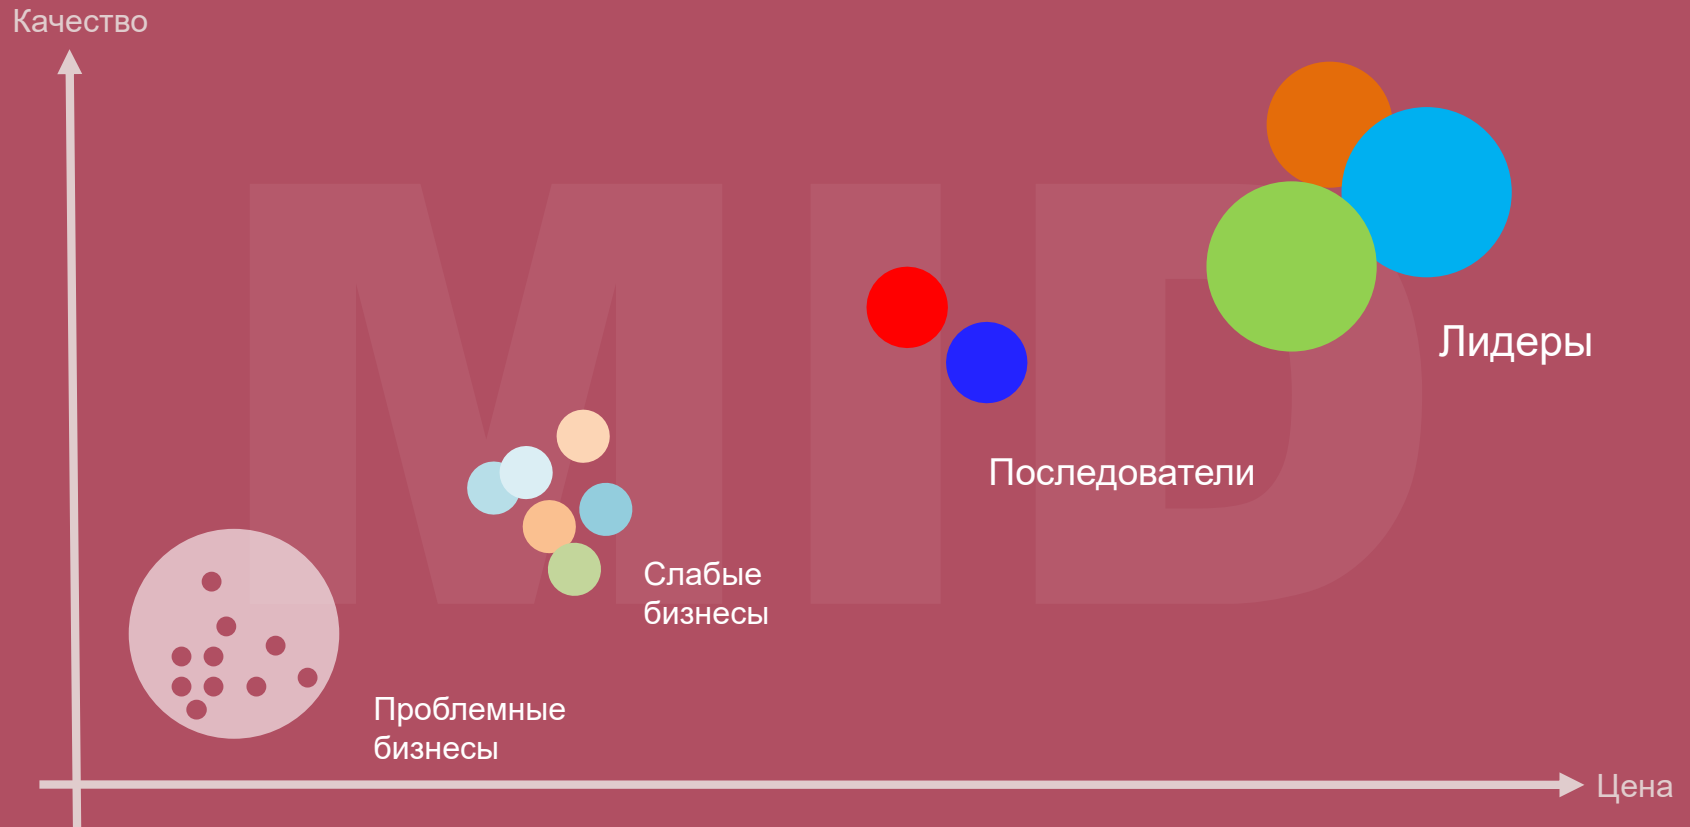 Качество
MID
Лидеры
Последователи
Слабые
бизнесы
Проблемные
бизнесы
Цена